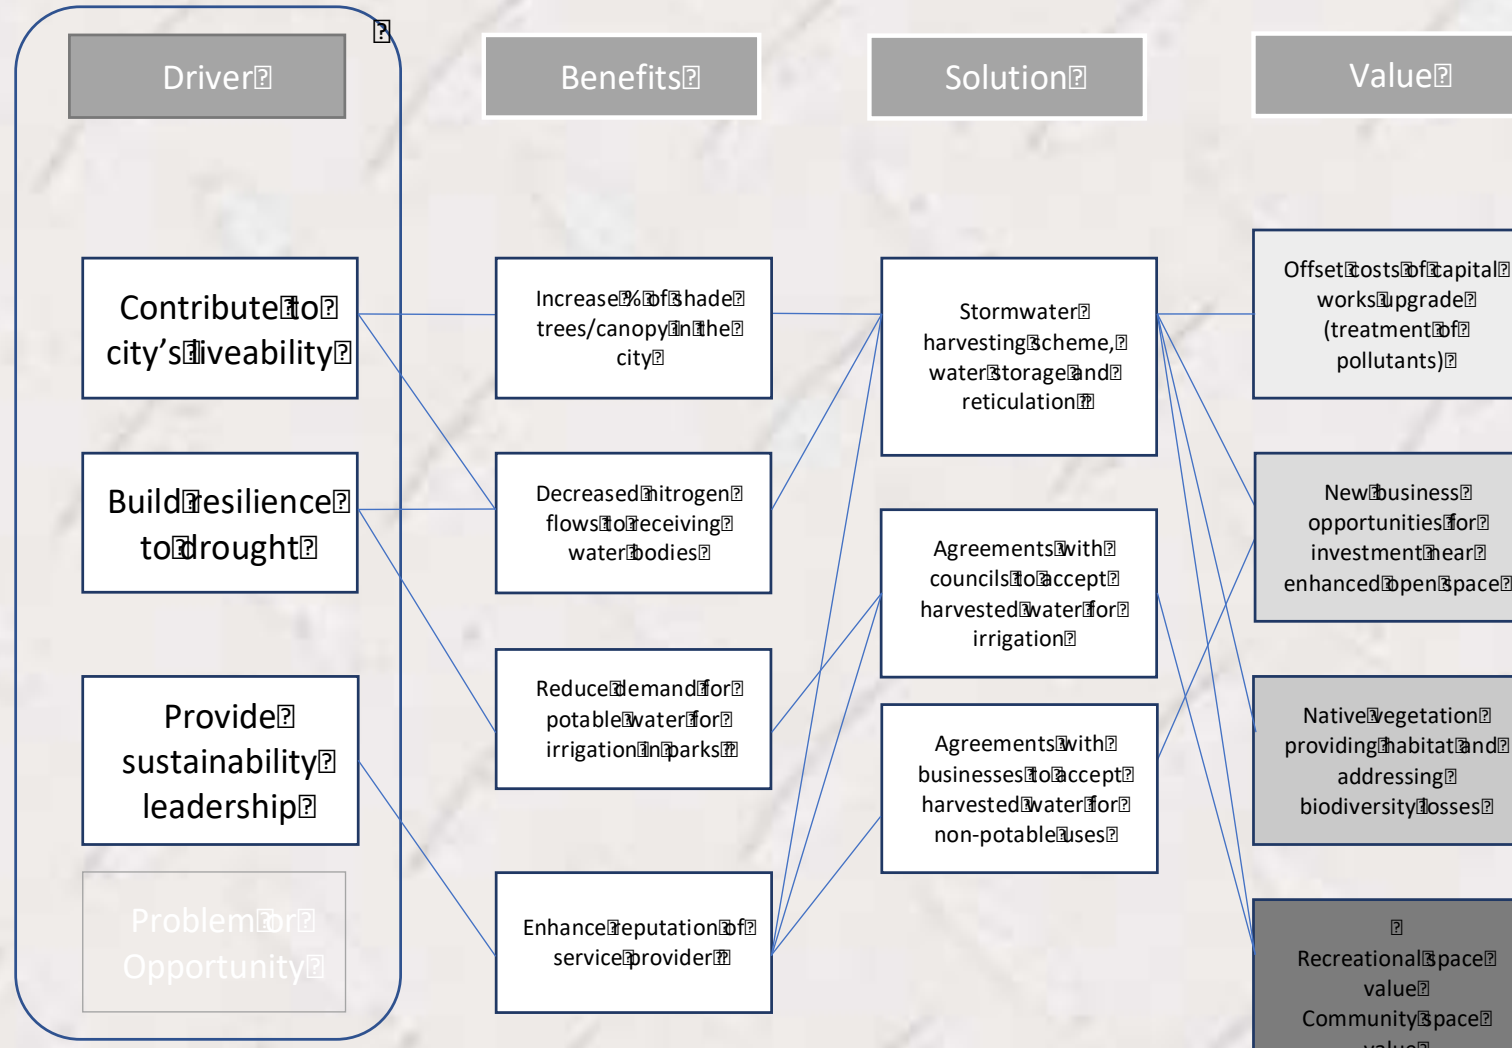 Driver
Benefits
Solution
Value
Contribute to
city's liveability
Build resilience
to drought
Provide
sustainability
leadership
Problem or
Opportunity
Increase % of shade
trees/canopy in the
city
Decreased nitrogen
flows to receiving
water bodies
Reduce demand for
potable water for
irrigation in parks
Enhance reputation of
service provider
Stormwater
harvesting scheme,
water storage and
reticulation
Agreements with
councils to accept
harvested water for
irrigation
Agreements with
businesses to accept
harvested water for
non-potable uses
Offset costs of capital
works upgrade
(treatment of
pollutants)
New business
opportunities for
investment near
enhanced open space
Native vegetation
providing habitat and
addressing
biodiversity losses
Recreational space
value
Community space
value